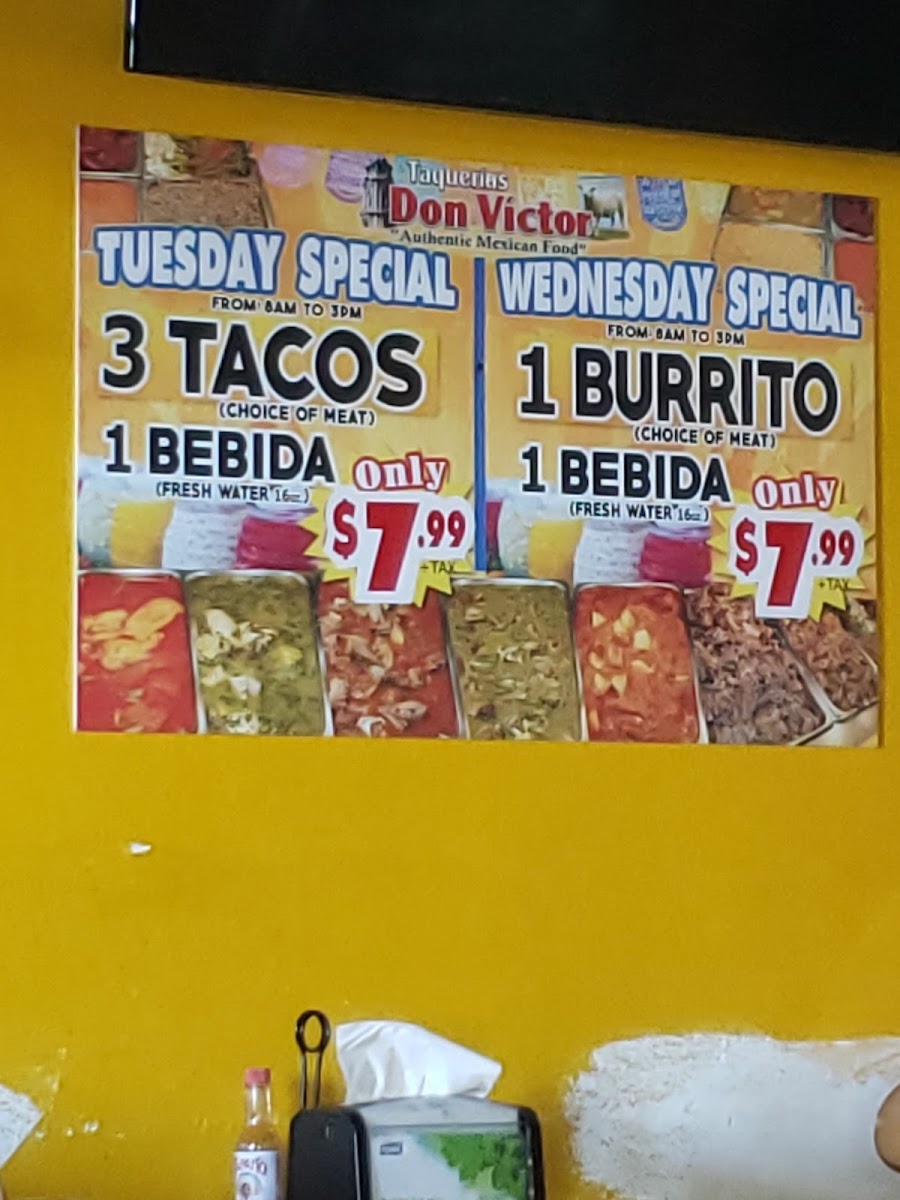 Taquerias
Don Víctor
"Authentic Mexican Food"
TUESDAY SPECIAL
FROM 8AM TO 3PM
3 TACOS
(CHOICE OF MEAT)
1 BEBIDA
(FRESH WATER 16oz)
Only
$7.99
+TAX
WEDNESDAY SPECIAL
FROM 8AM TO 3PM
1 BURRITO
(CHOICE OF MEAT)
1 BEBIDA
(FRESH WATER 16oz)
Only
$7.99
+TAX